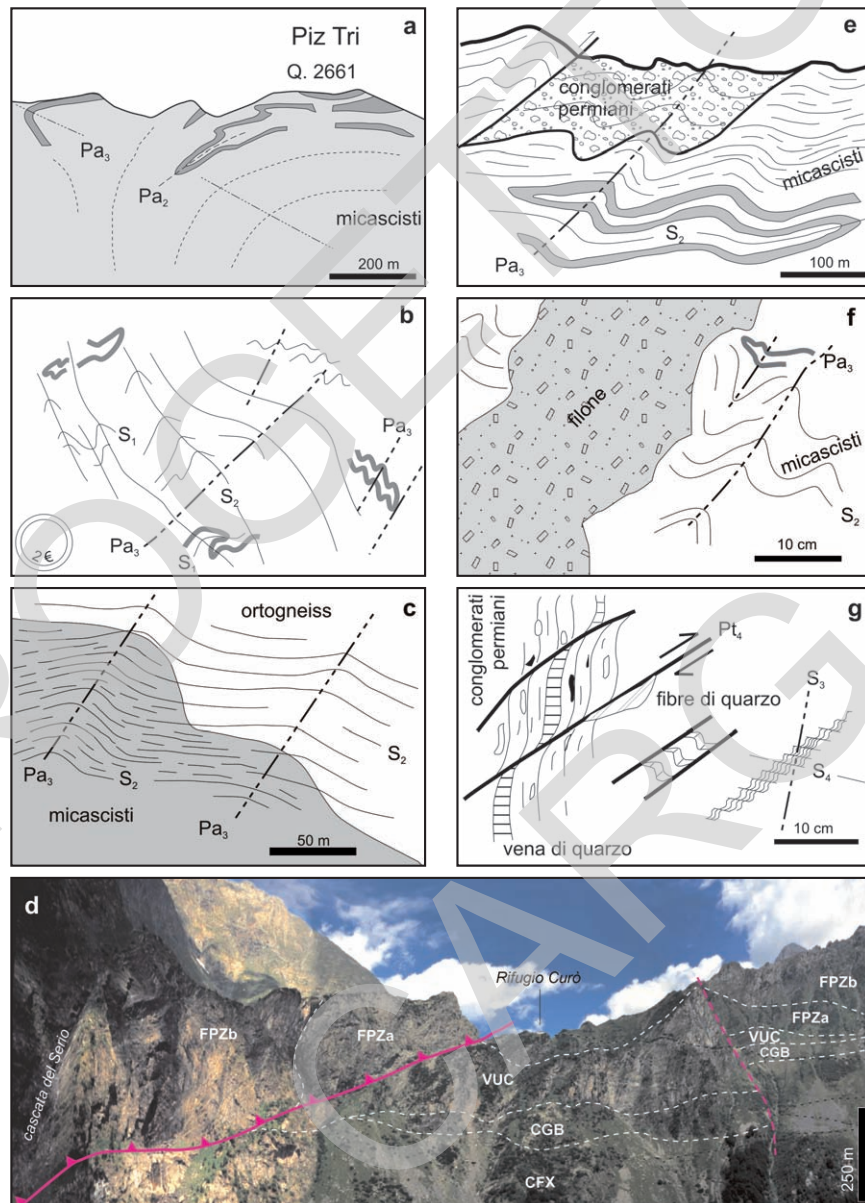 a
Piz Tri
Q. 2661
Pa3
Pa2
micascisti
200 m
e
conglomerati
permiani
micascisti
S2
Pa3
100 m
b
S1
S2
Pa3
Pa3
S1
2€
f
filone
Pa3
micascisti
S2
10 cm
c
ortogneiss
S2
Pa3
S2
Pa3
micascisti
50 m
g
conglomerati
permiani
Pt4
fibre di quarzo
S3
S4
vena di quarzo
10 cm
d
Rifugio Curò
cascata del Serio
FPZb
FPZa
VUC
CGB
CFX
FPZb
FPZa
VUC
CGB
250 m
PROGETTO
CARG